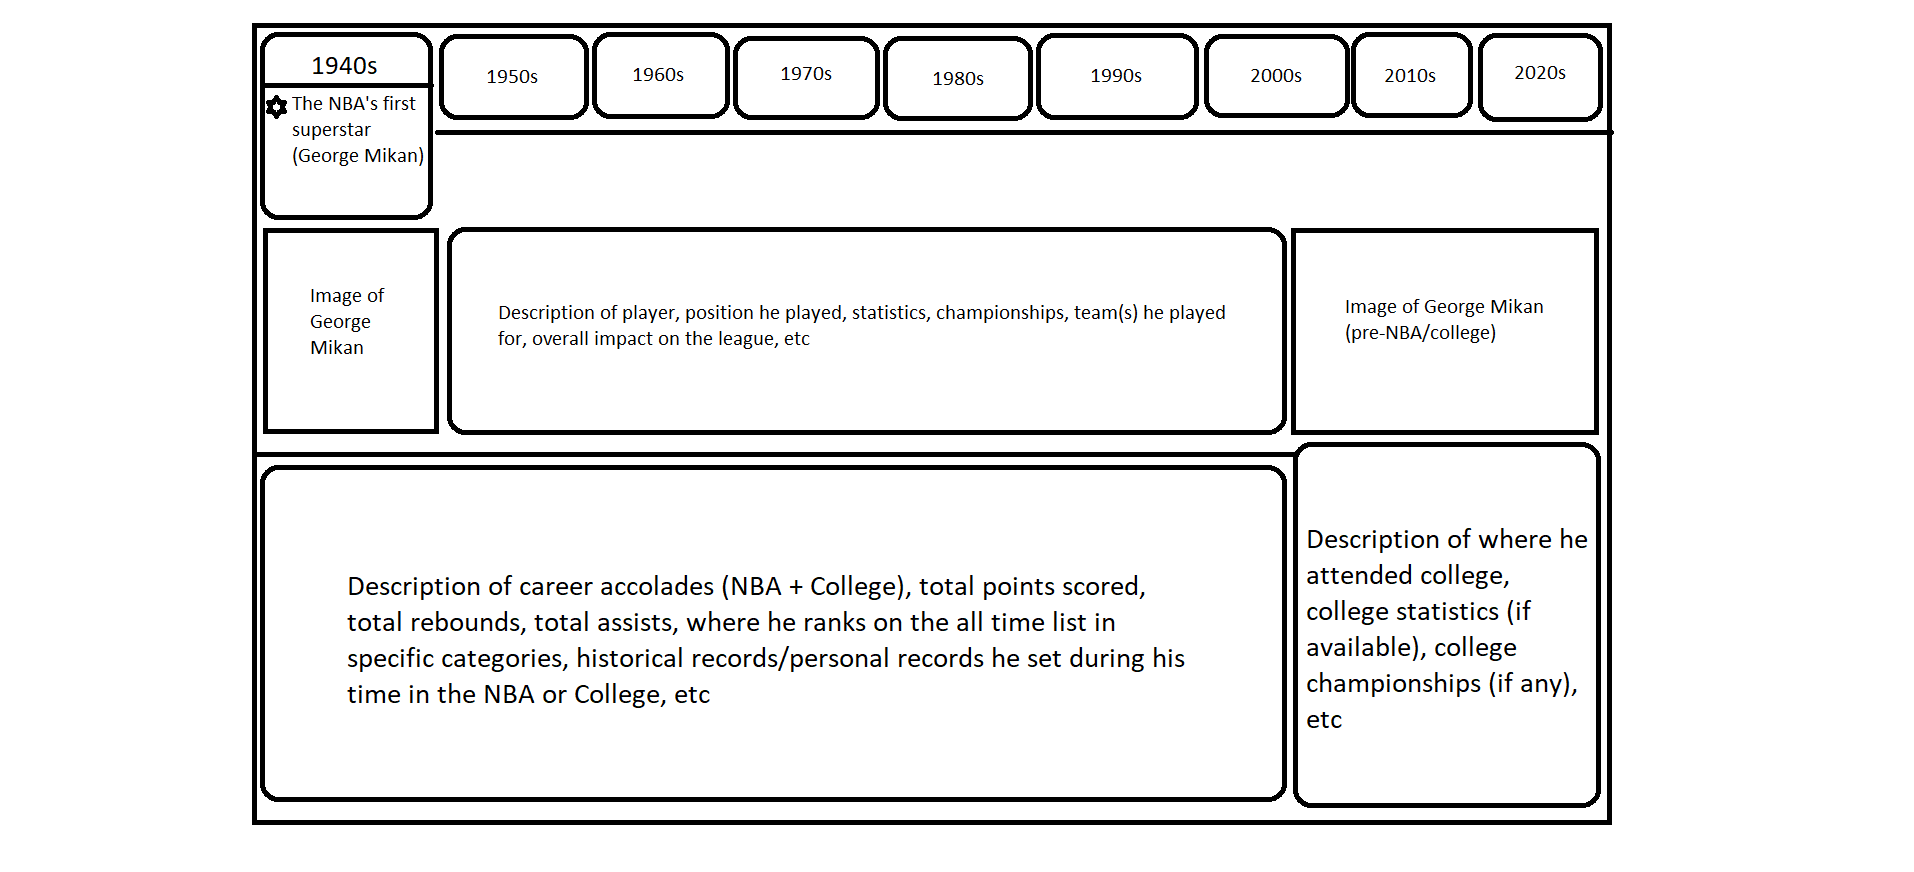 1940s
1950s
1960s
1970s
1980s
1990s
2000s
2010s
2020s
The NBA's first
superstar
(George Mikan)
Image of
George
Mikan
Description of player, position he played, statistics, championships, team(s) he played
for, overall impact on the league, etc
Image of George Mikan
(pre-NBA/college)
Description of career accolades (NBA + College), total points scored,
total rebounds, total assists, where he ranks on the all time list in
specific categories, historical records/personal records he set during his
time in the NBA or College, etc
Description of where he
attended college,
college statistics (if
available), college
championships (if any),
etc